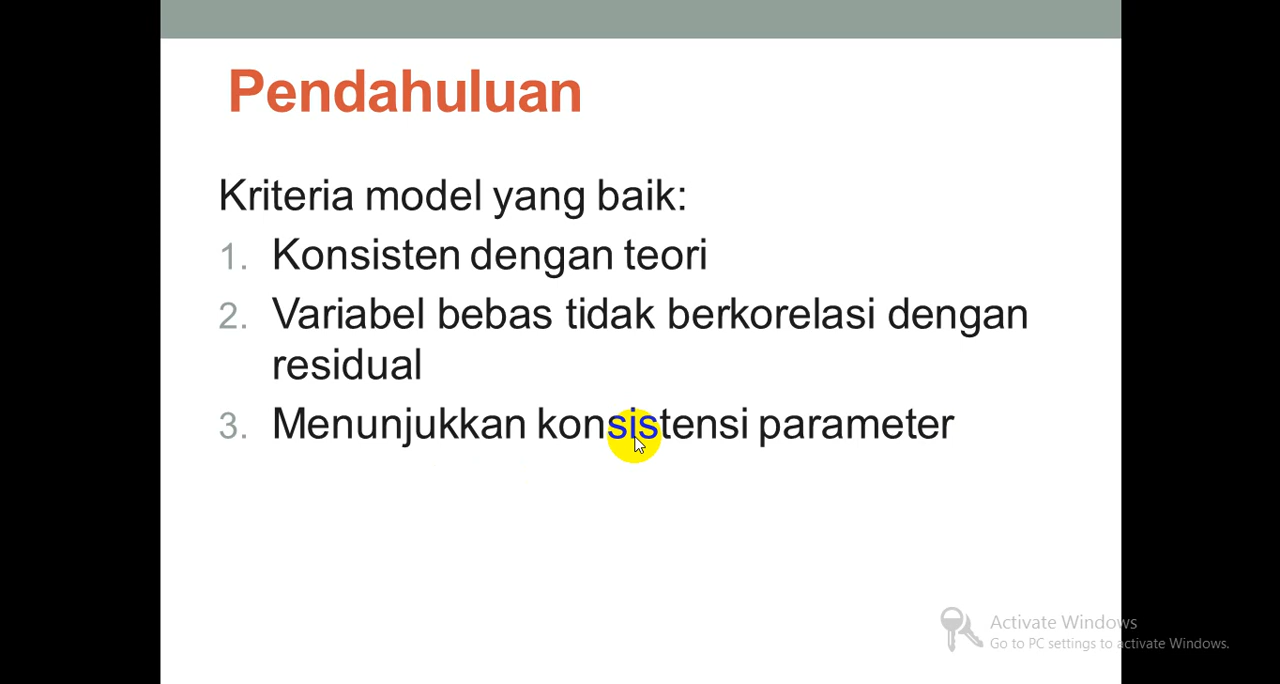 Pendahuluan
Kriteria model yang baik:
1. Konsisten dengan teori
2. Variabel bebas tidak berkorelasi dengan
residual
3. Menunjukkan konsistensi parameter
Activate Windows
Go to PC settings to activate Windows.